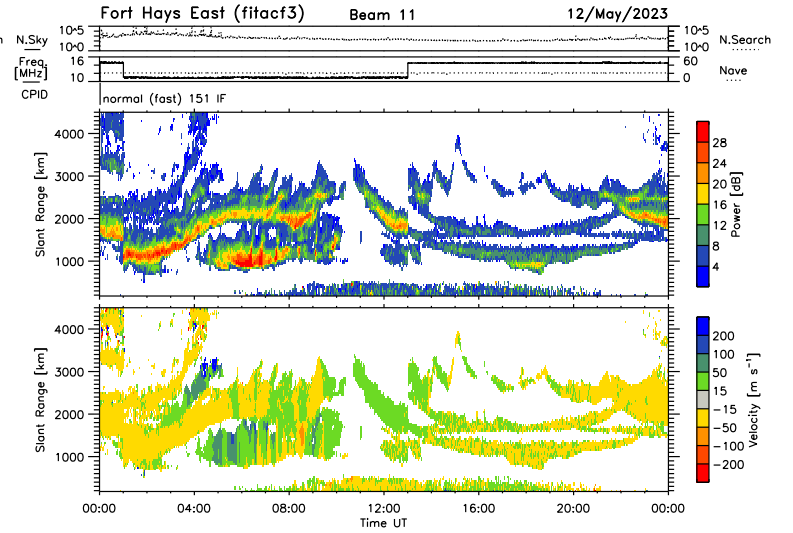 Fort Hays East (fitacf3) Beam 11 12/May/2023
N.Sky 10^5 10^0 10^5 10^0 N.Search
Freq. [MHz] 16 10 60 0 Nave
CPID normal (fast) 151 IF
Slant Range [km] 4000 3000 2000 1000
28 24 20 16 12 8 4 Power [dB]
Slant Range [km] 4000 3000 2000 1000
200 100 50 15 -15 -50 -100 -200 Velocity [m s⁻¹]
00:00 04:00 08:00 12:00 16:00 20:00 00:00
Time UT